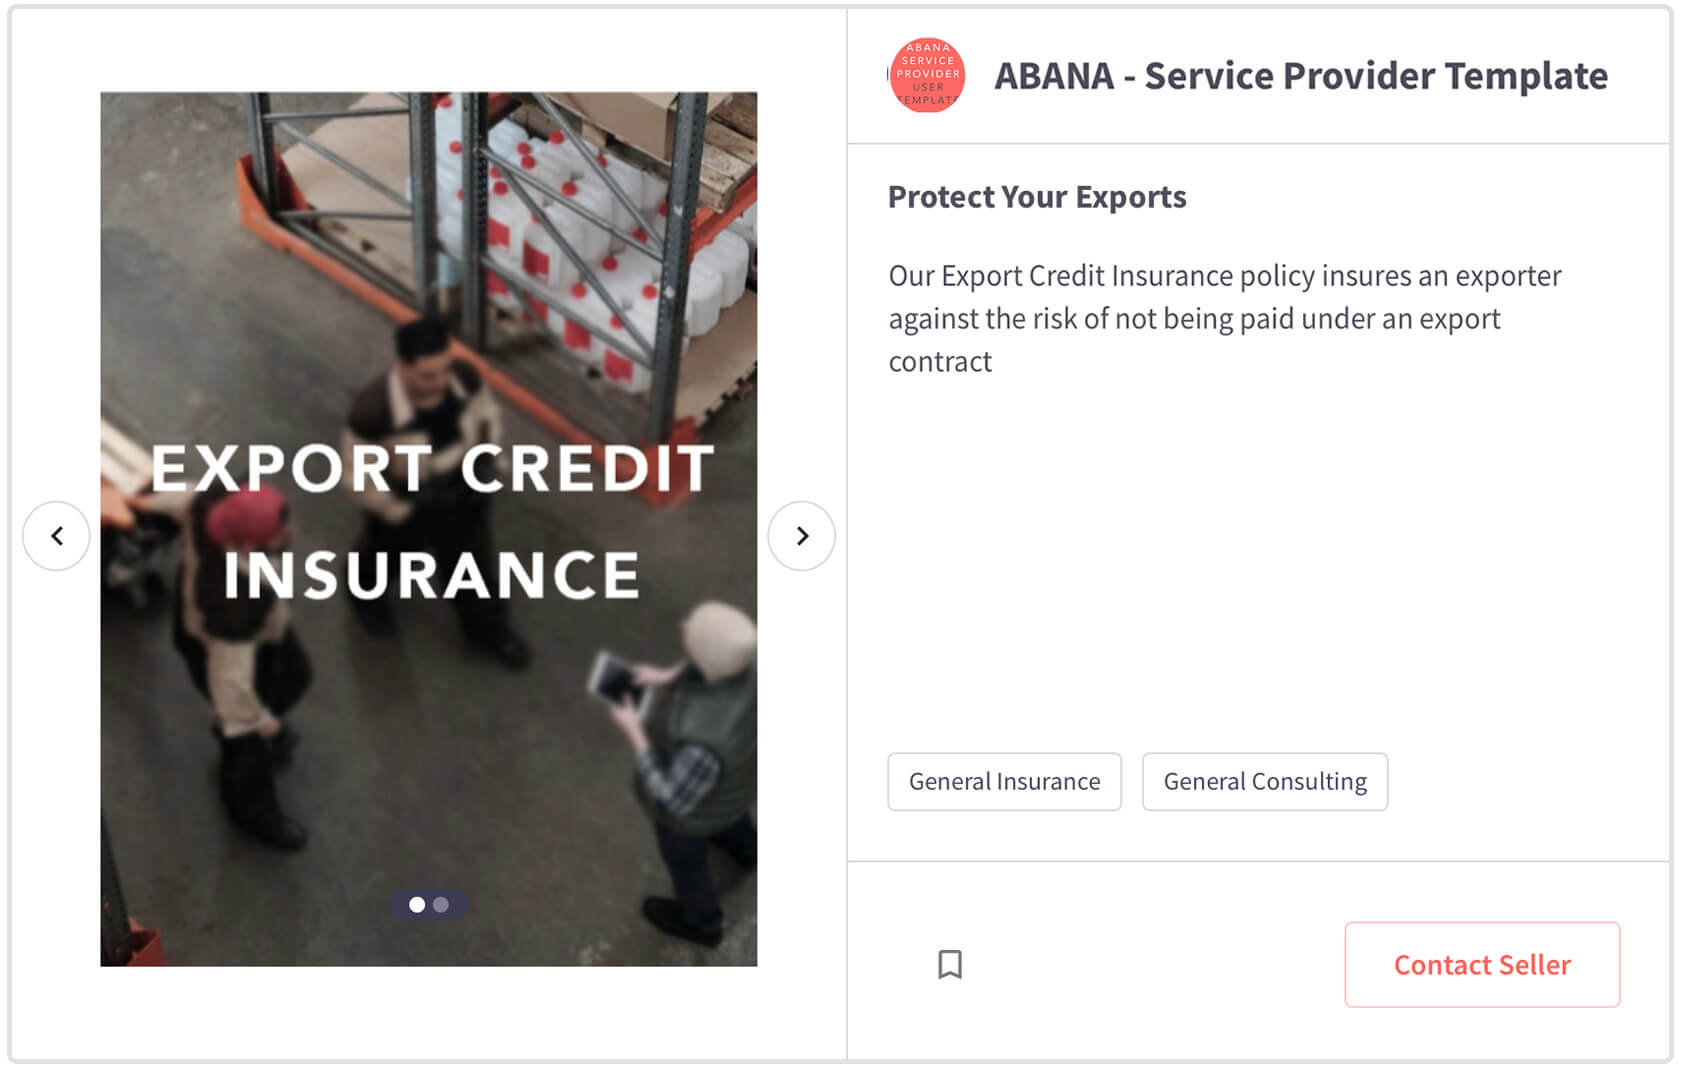 EXPORT CREDIT
INSURANCE
ABANA
SERVICE
PROVIDER
USER
TEMPLATE
ABANA - Service Provider Template
Protect Your Exports
Our Export Credit Insurance policy insures an exporter
against the risk of not being paid under an export
contract
General Insurance
General Consulting
Contact Seller